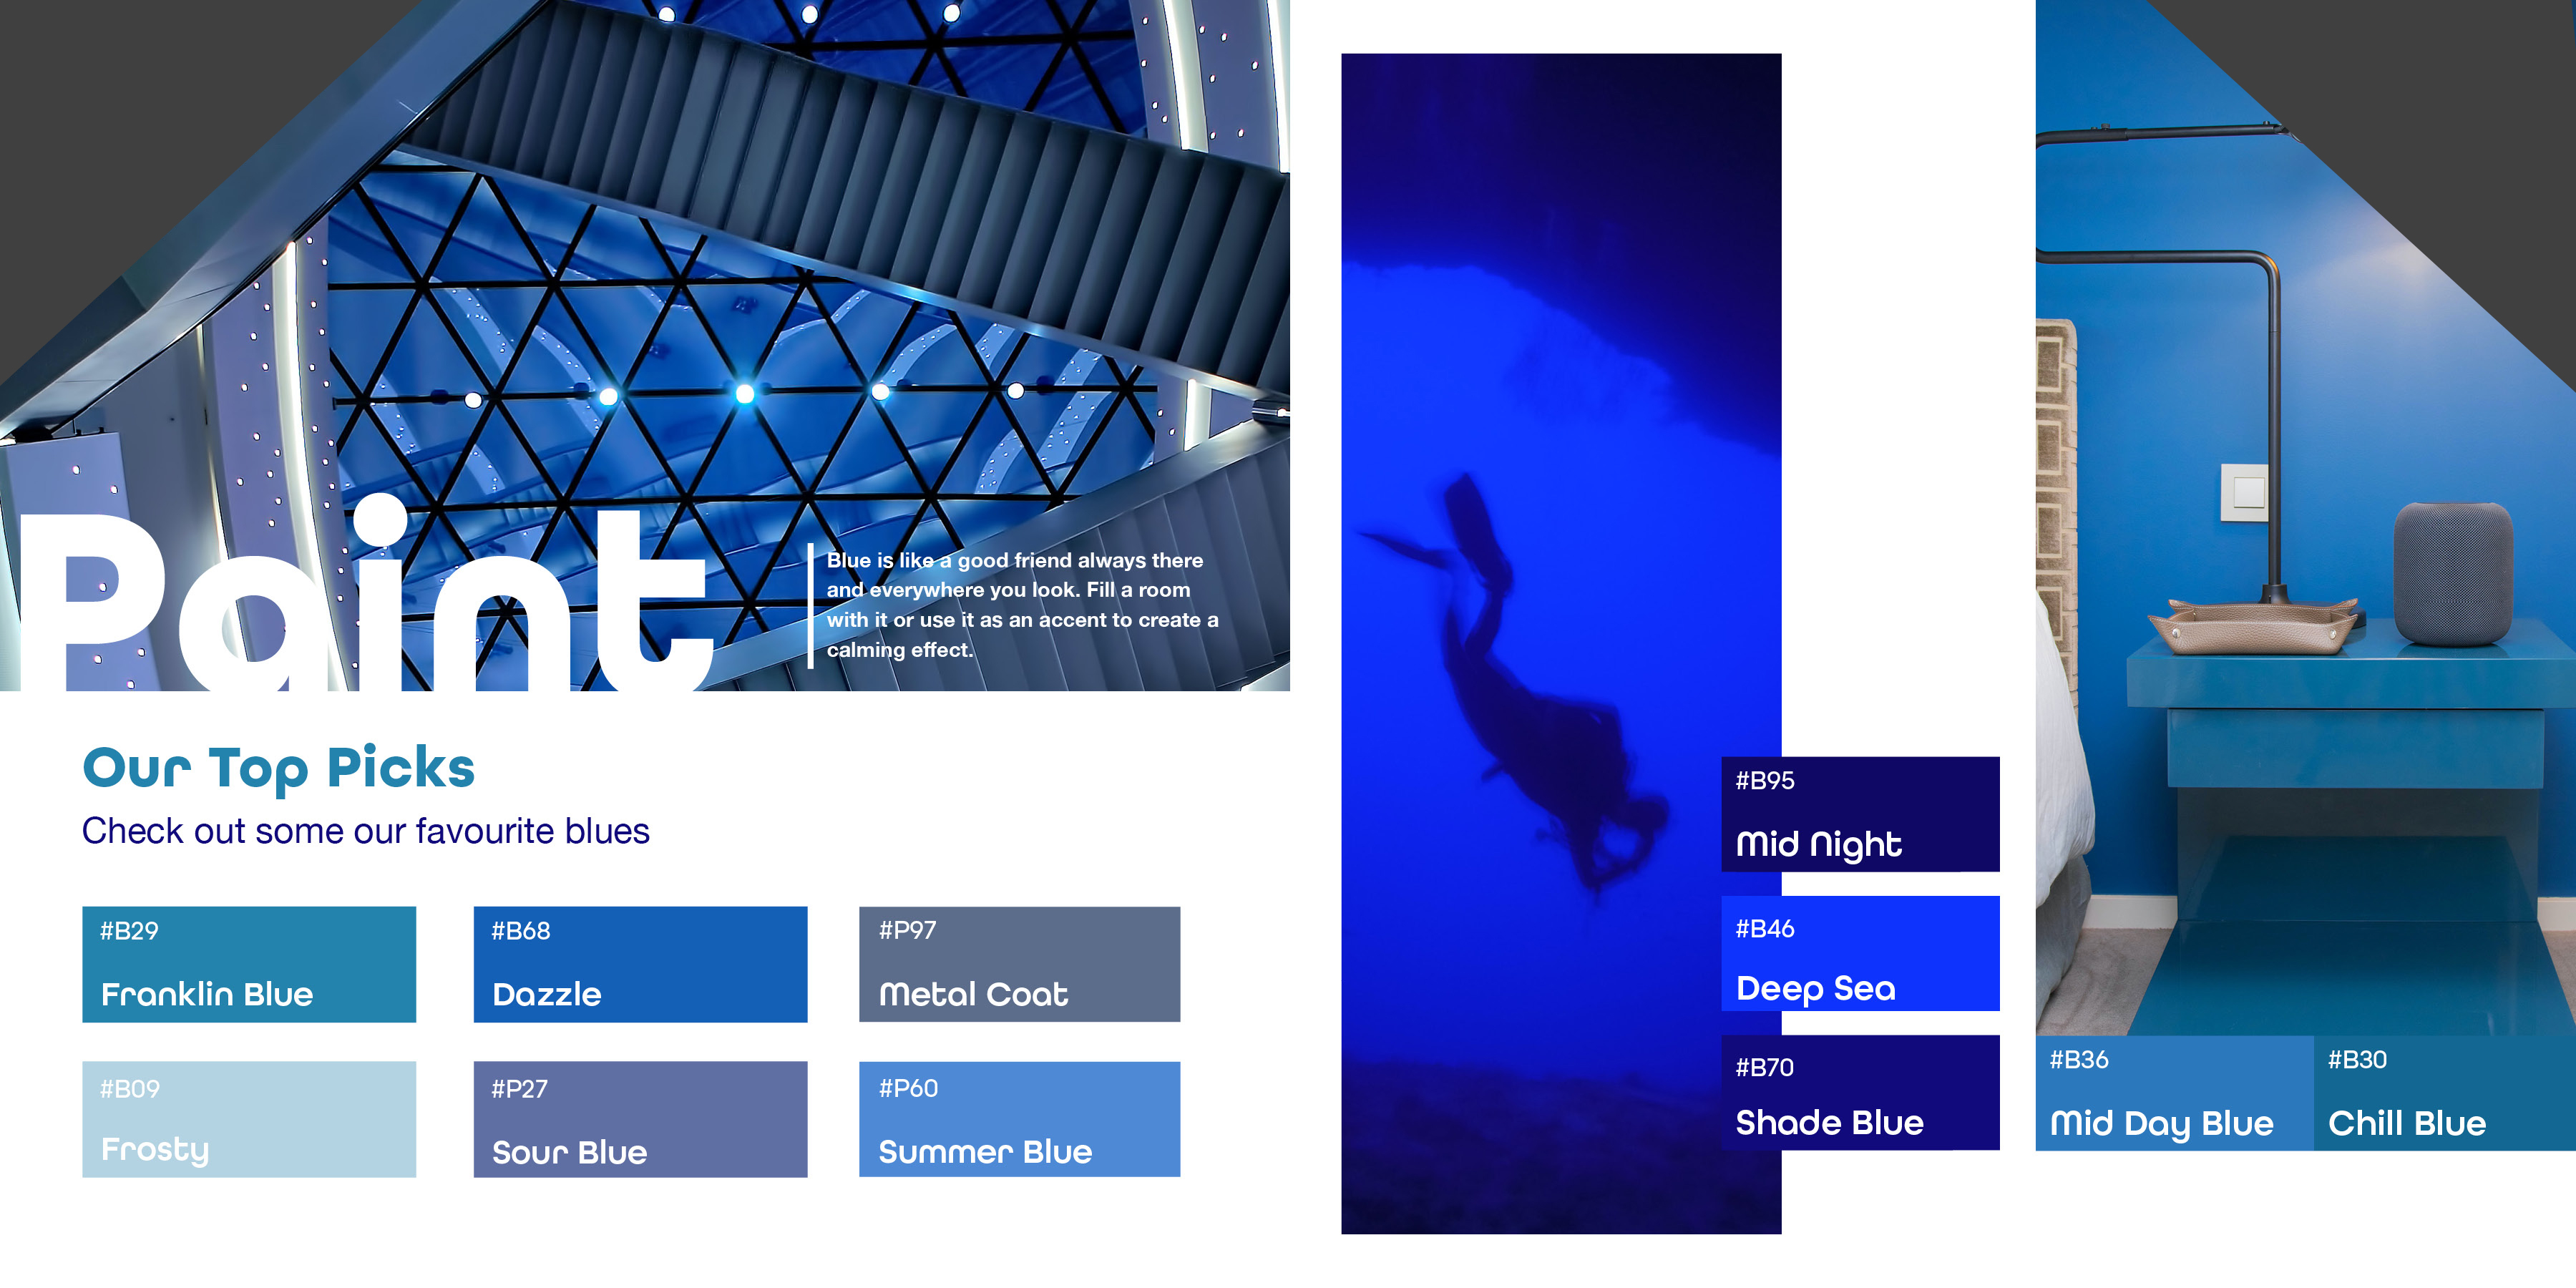 Paint
Blue is like a good friend always there
and everywhere you look. Fill a room
with it or use it as an accent to create a
calming effect.
Our Top Picks
Check out some our favourite blues
#B29
Franklin Blue
#B68
Dazzle
#P97
Metal Coat
#B09
Frosty
#P27
Sour Blue
#P60
Summer Blue
#B95
Mid Night
#B46
Deep Sea
#B70
Shade Blue
#B36
Mid Day Blue
#B30
Chill Blue